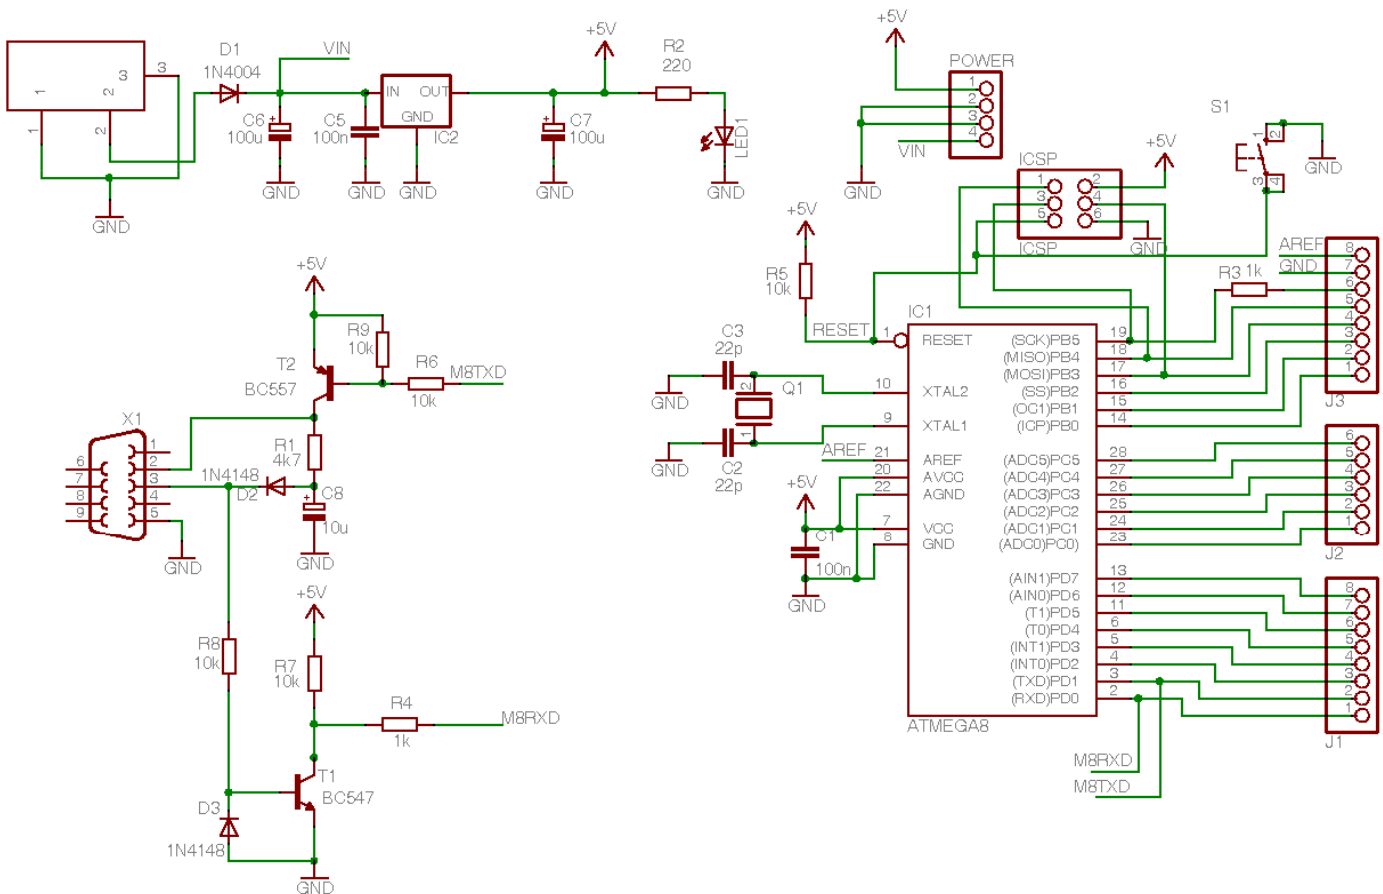 D1
1N4004
VIN
+5V
R2
220
3
3
1
2
1
2
C6
100u
C5
100n
IN
OUT
GND
IC2
C7
100u
LED1
GND
GND
GND
GND
GND
GND
+5V
POWER
1
2
3
4
VIN
GND
S1
1
2
3
4
GND
+5V
ICSP
1
2
3
4
5
6
ICSP
GND
+5V
R5
10k
RESET
AREF
GND
R3
1k
8
7
6
5
4
3
2
1
J3
+5V
R9
10k
T2
BC557
R6
10k
M8TXD
X1
1
6
2
7
3
8
4
9
5
GND
R1
4k7
1N4148
D2
C8
10u
GND
C3
22p
GND
Q1
2
1
GND
C2
22p
AREF
+5V
C1
100n
GND
IC1
1
RESET
10
XTAL2
9
XTAL1
21
AREF
20
AVCC
22
AGND
7
VCC
8
GND
(SCK)PB5
19
(MISO)PB4
18
(MOSI)PB3
17
(SS)PB2
16
(OC1)PB1
15
(ICP)PB0
14
(ADC5)PC5
28
(ADC4)PC4
27
(ADC3)PC3
26
(ADC2)PC2
25
(ADC1)PC1
24
(ADC0)PC0
23
(AIN1)PD7
13
(AIN0)PD6
12
(T1)PD5
11
(T0)PD4
6
(INT1)PD3
5
(INT0)PD2
4
(TXD)PD1
3
(RXD)PD0
2
ATMEGA8
6
5
4
3
2
1
J2
8
7
6
5
4
3
2
1
J1
M8RXD
M8TXD
+5V
R8
10k
R7
10k
R4
1k
M8RXD
T1
BC547
D3
1N4148
GND